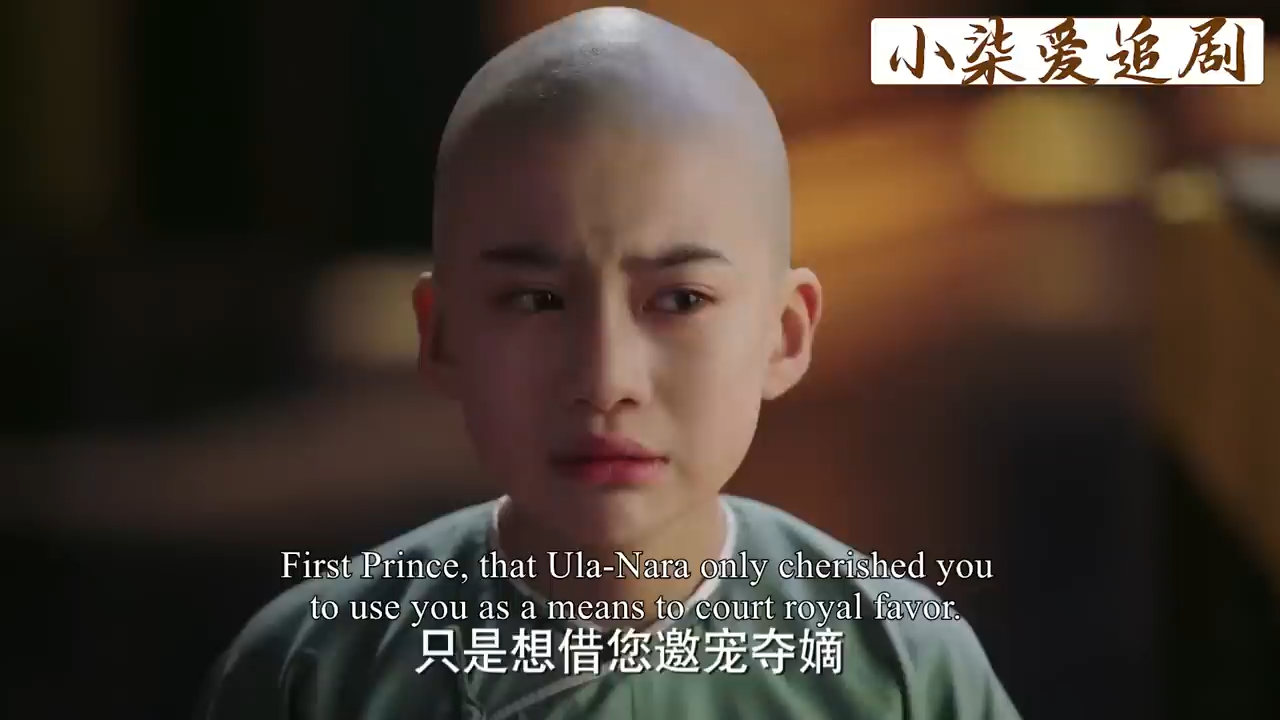 小柒爱追剧
First Prince, that Ula-Nara only cherished you
to use you as a means to court royal favor.
只是想借您邀宠夺嫡